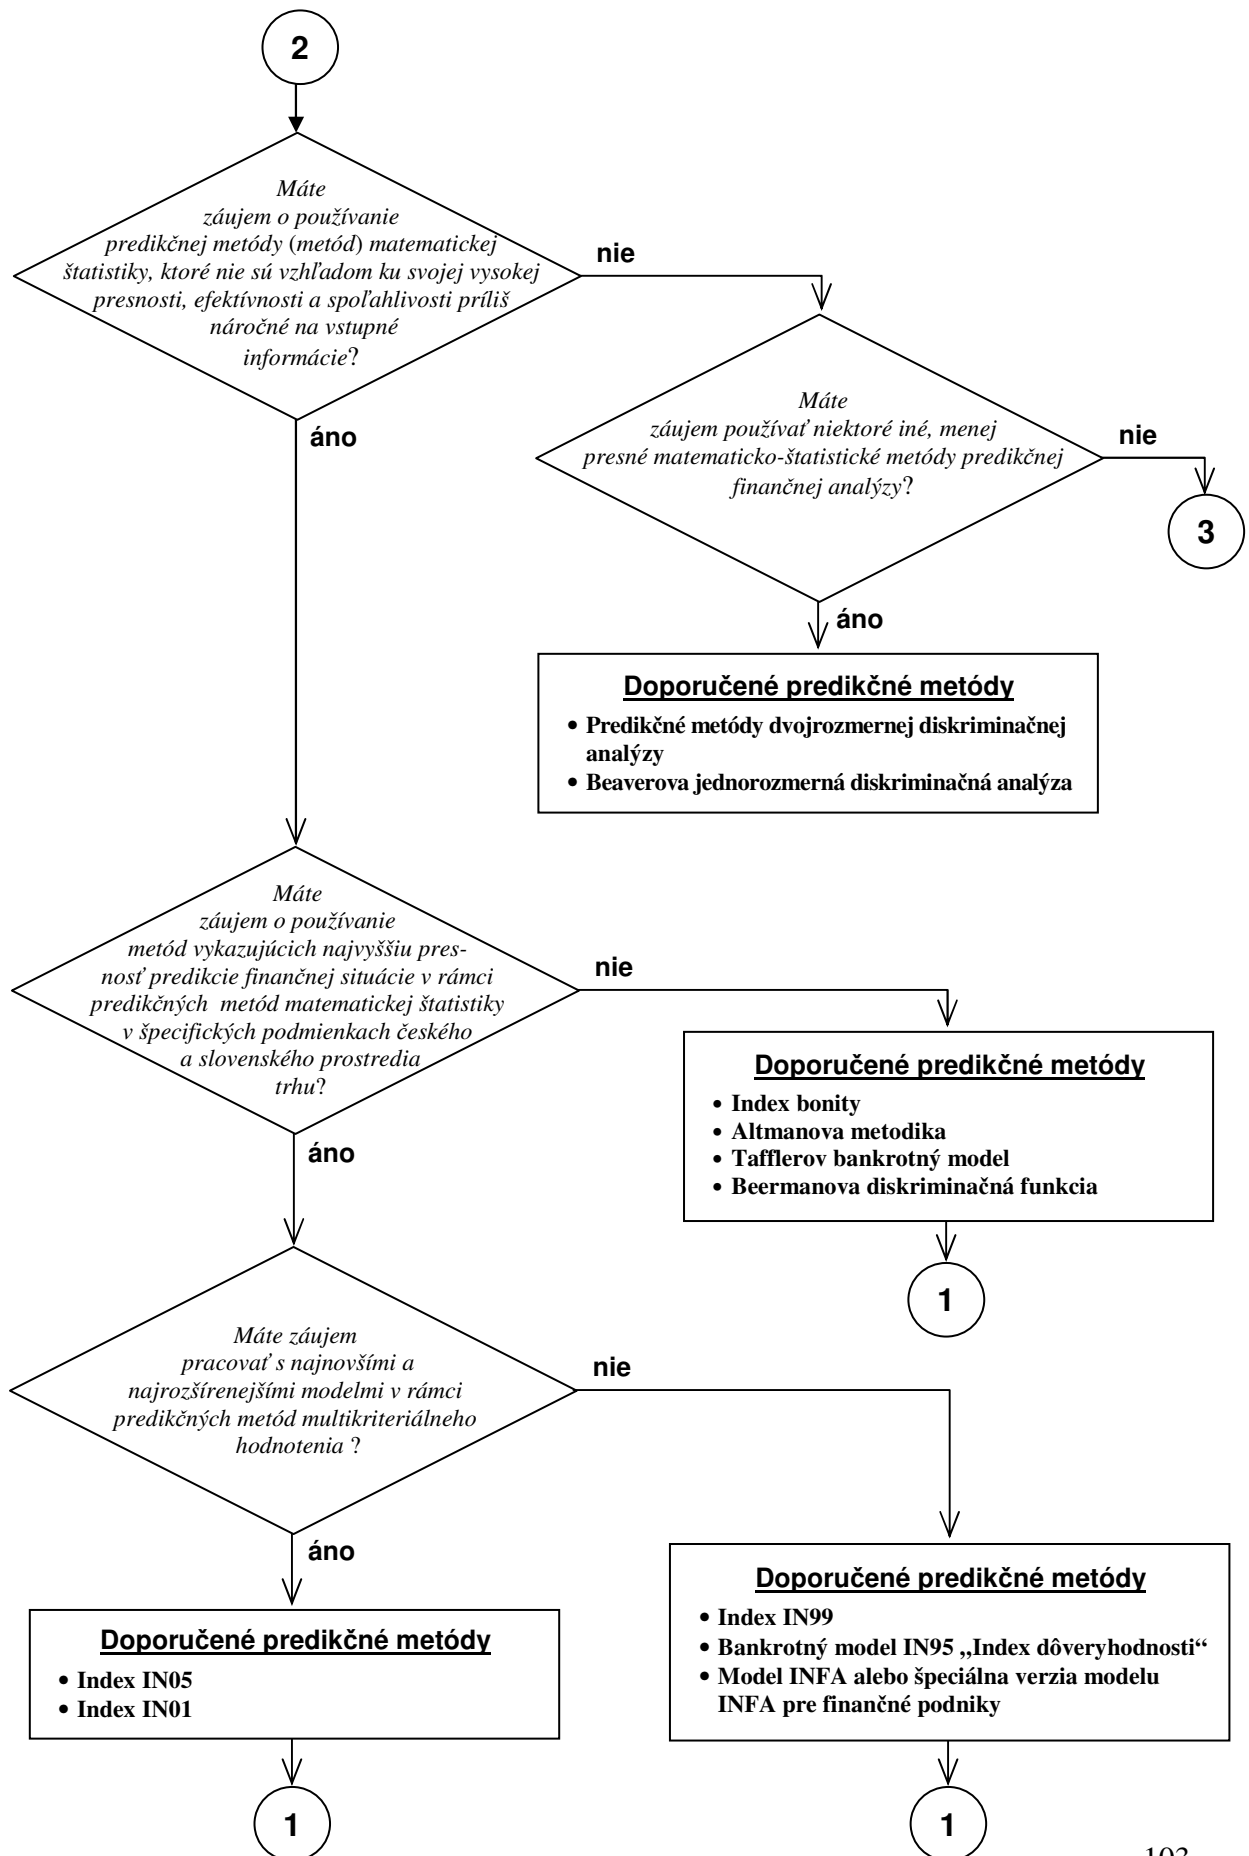 2
Máte
záujem o používanie
predikčnej metódy (metód) matematickej
štatistiky, ktoré nie sú vzhľadom ku svojej vysokej
presnosti, efektívnosti a spoľahlivosti príliš
náročné na vstupné
informácie?
nie
áno
Máte
záujem používať niektoré iné, menej
presné matematicko-štatistické metódy predikčnej
finančnej analýzy?
nie
3
áno
Doporučené predikčné metódy
• Predikčné metódy dvojrozmernej diskriminačnej
analýzy
• Beaverova jednorozmerná diskriminačná analýza
Máte
záujem o používanie
metód vykazujúcich najvyššiu pres-
nosť predikcie finančnej situácie v rámci
predikčných metód matematickej štatistiky
v špecifických podmienkach českého
a slovenského prostredia
trhu?
nie
áno
Doporučené predikčné metódy
• Index bonity
• Altmanova metodika
• Tafflerov bankrotný model
• Beermanova diskriminačná funkcia
1
Máte záujem
pracovať s najnovšími a
najrozšírenejšími modelmi v rámci
predikčných metód multikriteriálneho
hodnotenia ?
nie
áno
Doporučené predikčné metódy
• Index IN05
• Index IN01
1
Doporučené predikčné metódy
• Index IN99
• Bankrotný model IN95 „Index dôveryhodnosti“
• Model INFA alebo špeciálna verzia modelu
INFA pre finančné podniky
1